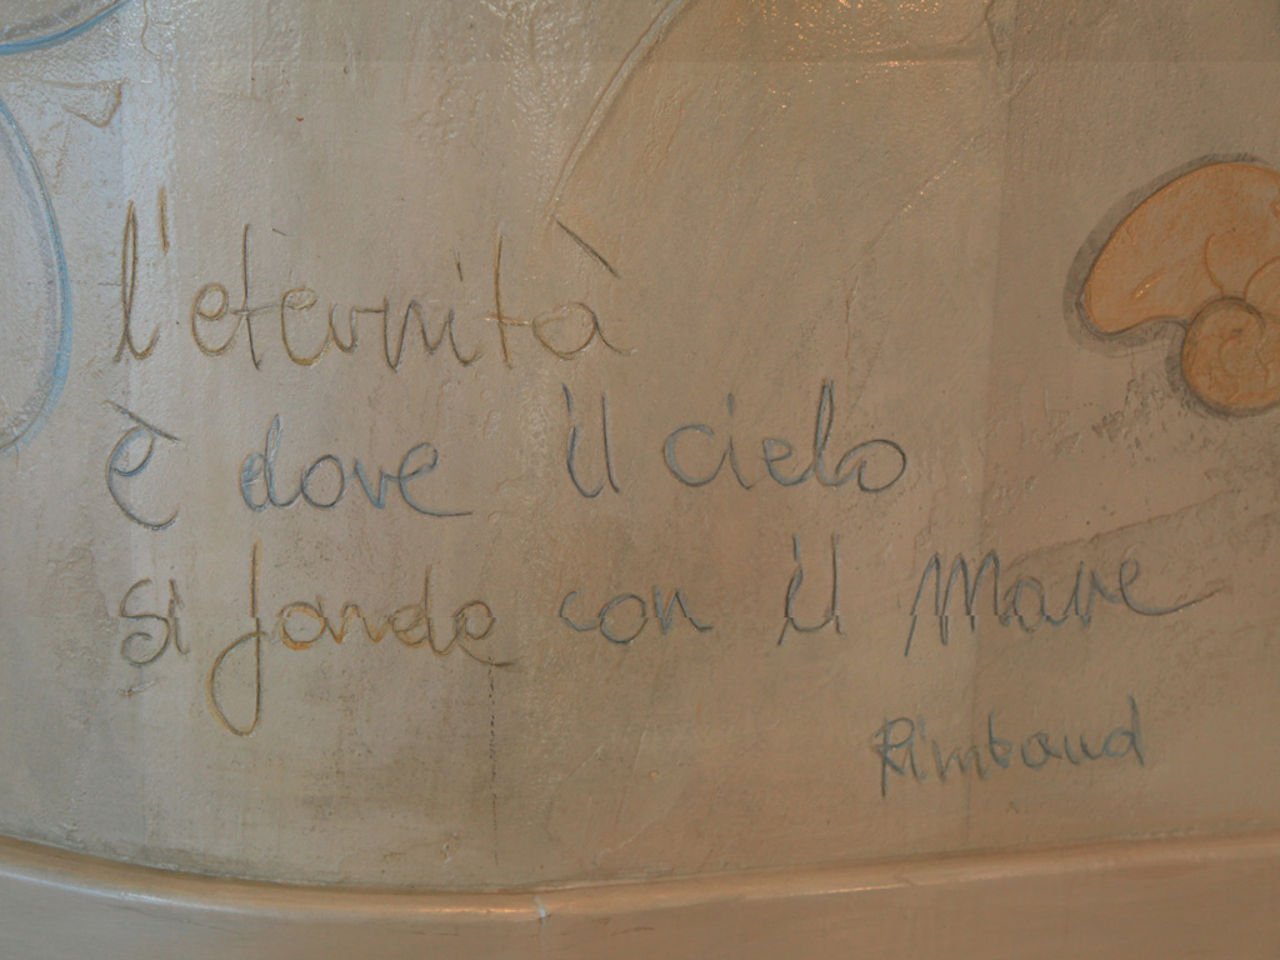 l'eternità
è dove il cielo
si fonde con il mare
Rimbaud